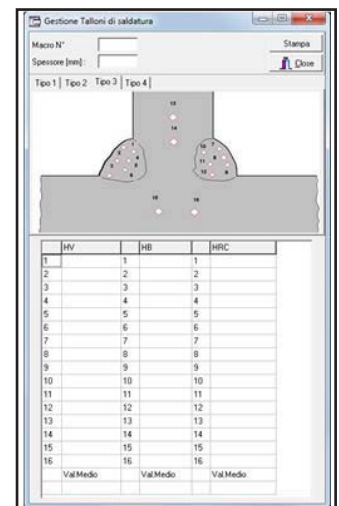 Gestione Talloni di saldatura
Macro N°
Stampa
Spessore [mm] :
Close
Tipo 1 Tipo 2 Tipo 3 Tipo 4
13
14
HV HB HRC
1 1 1
2 2 2
3 3 3
4 4 4
5 5 5
6 6 6
7 7 7
8 8 8
9 9 9
10 10 10
11 11 11
12 12 12
13 13 13
14 14 14
15 15 15
16 16 16
Val.Medio Val.Medio Val.Medio